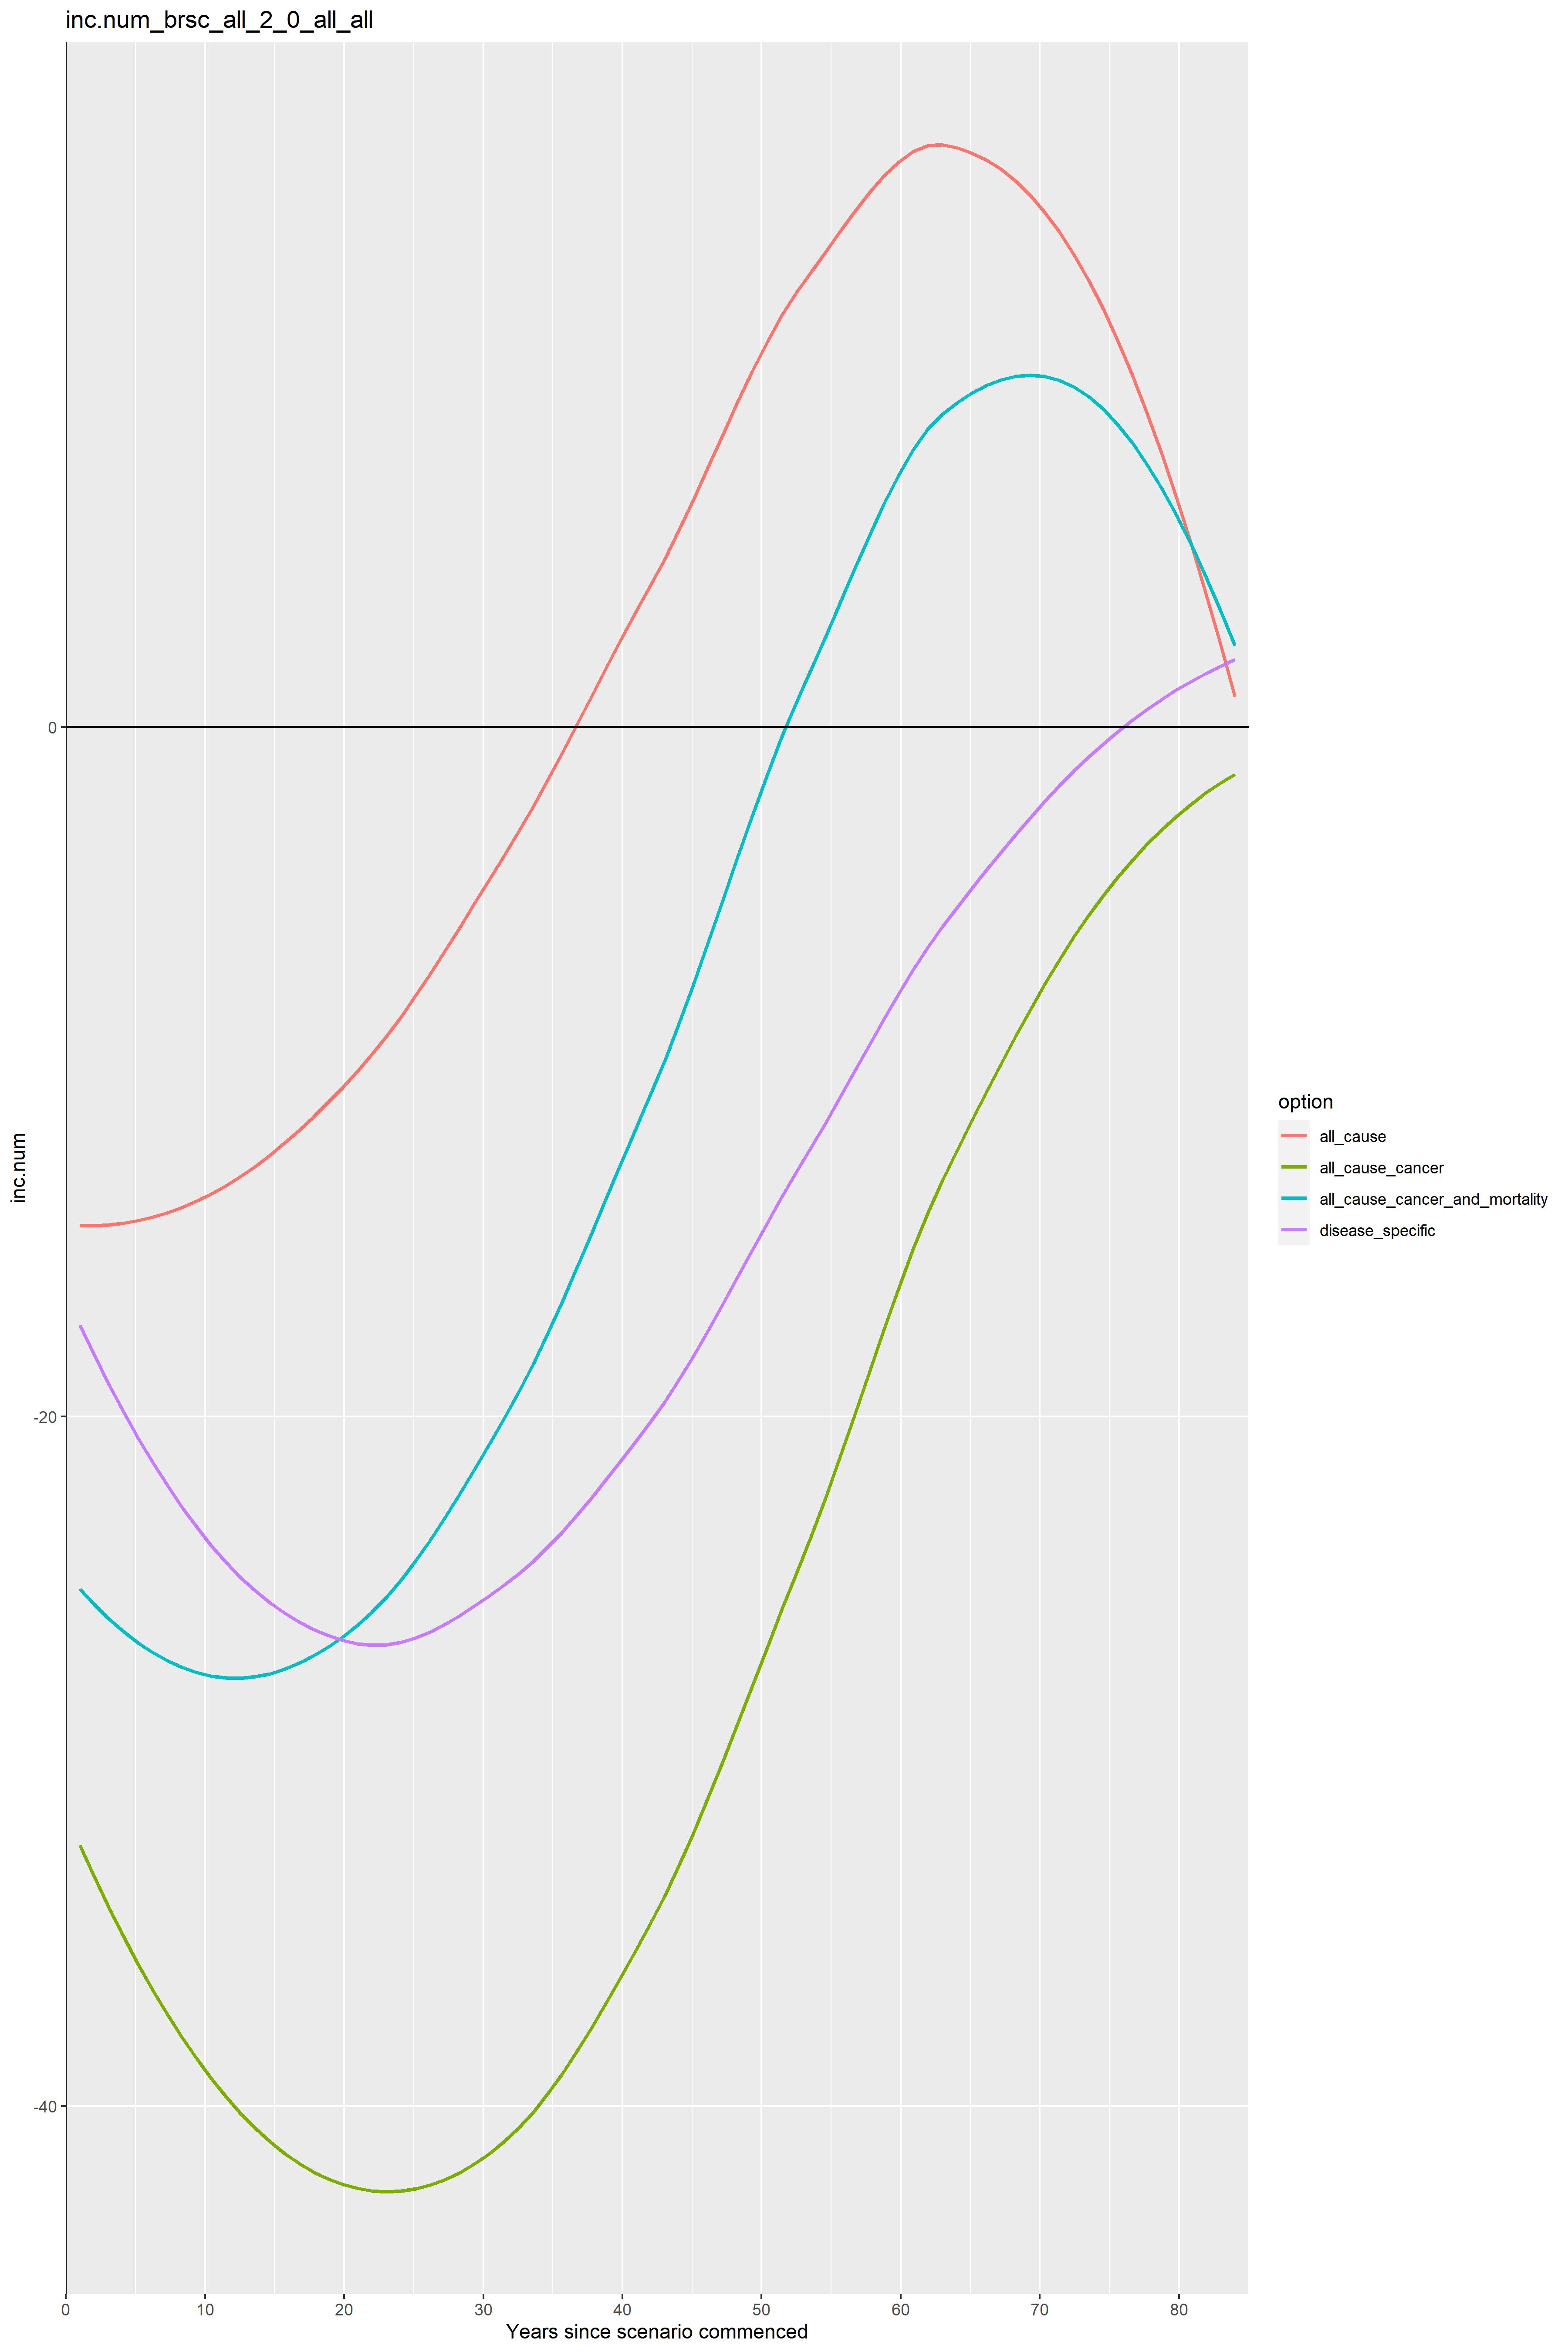 inc.num_brsc_all_2_0_all_all
inc.num
0
-20
-40
0 10 20 30 40 50 60 70 80
Years since scenario commenced
option
all_cause
all_cause_cancer
all_cause_cancer_and_mortality
disease_specific